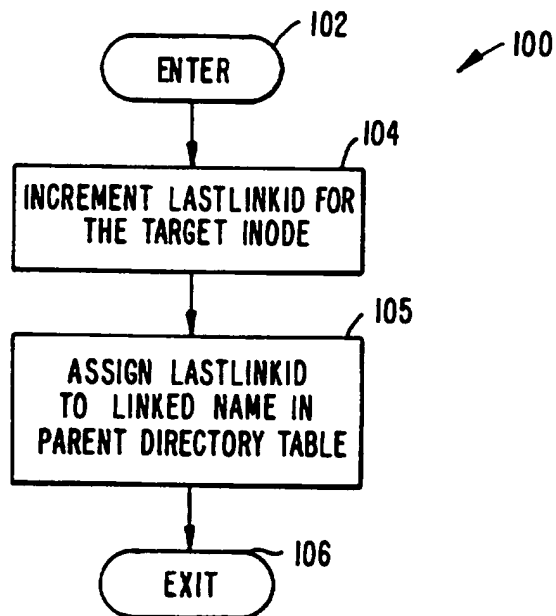 102
ENTER
100
104
INCREMENT LASTLINKID FOR
THE TARGET INODE
105
ASSIGN LASTLINKID
TO LINKED NAME IN
PARENT DIRECTORY TABLE
106
EXIT